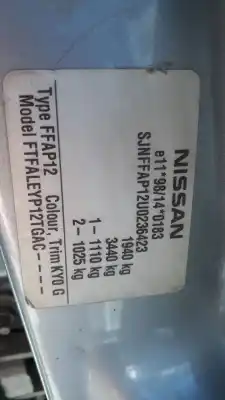 NISSAN
e11*98/14*0183
SJNFFAP12U0236423
1940 kg
3440 kg
1– 1110 kg
2– 1025 kg
Type FFAP12 Colour, Trim KY0 G
Model FTFALEYP12TGAC––––